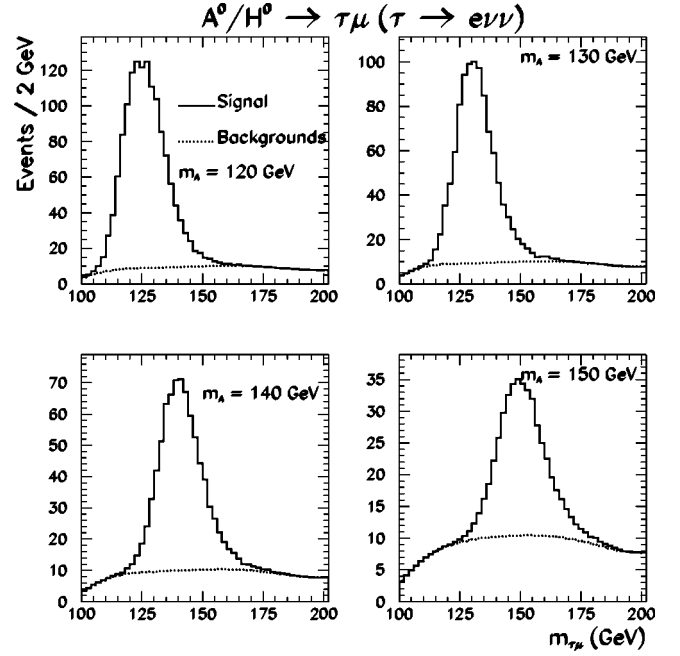 A⁰/H⁰ → τμ (τ → eνν)
Events / 2 GeV
120
100
80
60
40
20
0
Signal
Backgrounds
m_A = 120 GeV
100 125 150 175 200
100
80
60
40
20
0
m_A = 130 GeV
100 125 150 175 200
70
60
50
40
30
20
10
0
m_A = 140 GeV
100 125 150 175 200
35
30
25
20
15
10
5
0
m_A = 150 GeV
100 125 150 175 200
m_τμ (GeV)